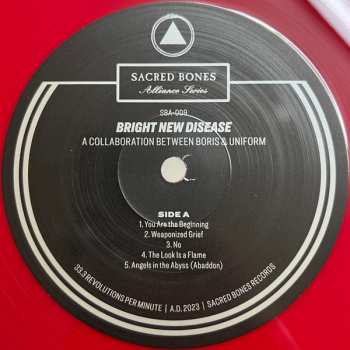 SACRED BONES
Alliance Series
SBA-009
BRIGHT NEW DISEASE
A COLLABORATION BETWEEN BORIS & UNIFORM
SIDE A
1. You Are the Beginning
2. Weaponized Grief
3. No
4. The Look Is a Flame
5. Angels in the Abyss (Abaddon)
33.3 REVOLUTIONS PER MINUTE | A.D. 2023 | SACRED BONES RECORDS